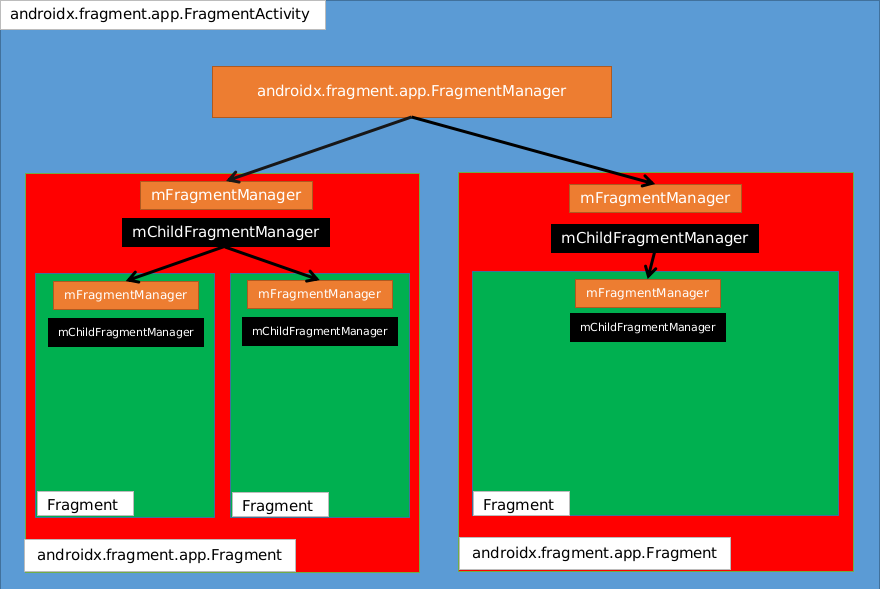 androidx.fragment.app.FragmentActivity
androidx.fragment.app.FragmentManager
mFragmentManager
mChildFragmentManager
mFragmentManager
mChildFragmentManager
mFragmentManager
mChildFragmentManager
Fragment
Fragment
androidx.fragment.app.Fragment
mFragmentManager
mChildFragmentManager
mFragmentManager
mChildFragmentManager
Fragment
androidx.fragment.app.Fragment